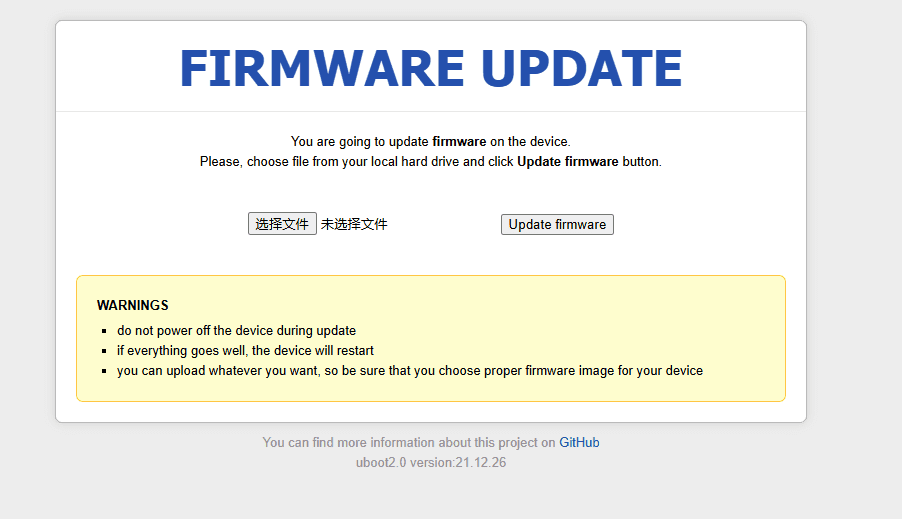 FIRMWARE UPDATE
You are going to update firmware on the device.
Please, choose file from your local hard drive and click Update firmware button.
选择文件 未选择文件 Update firmware
WARNINGS
do not power off the device during update
if everything goes well, the device will restart
you can upload whatever you want, so be sure that you choose proper firmware image for your device
You can find more information about this project on GitHub
uboot2.0 version:21.12.26